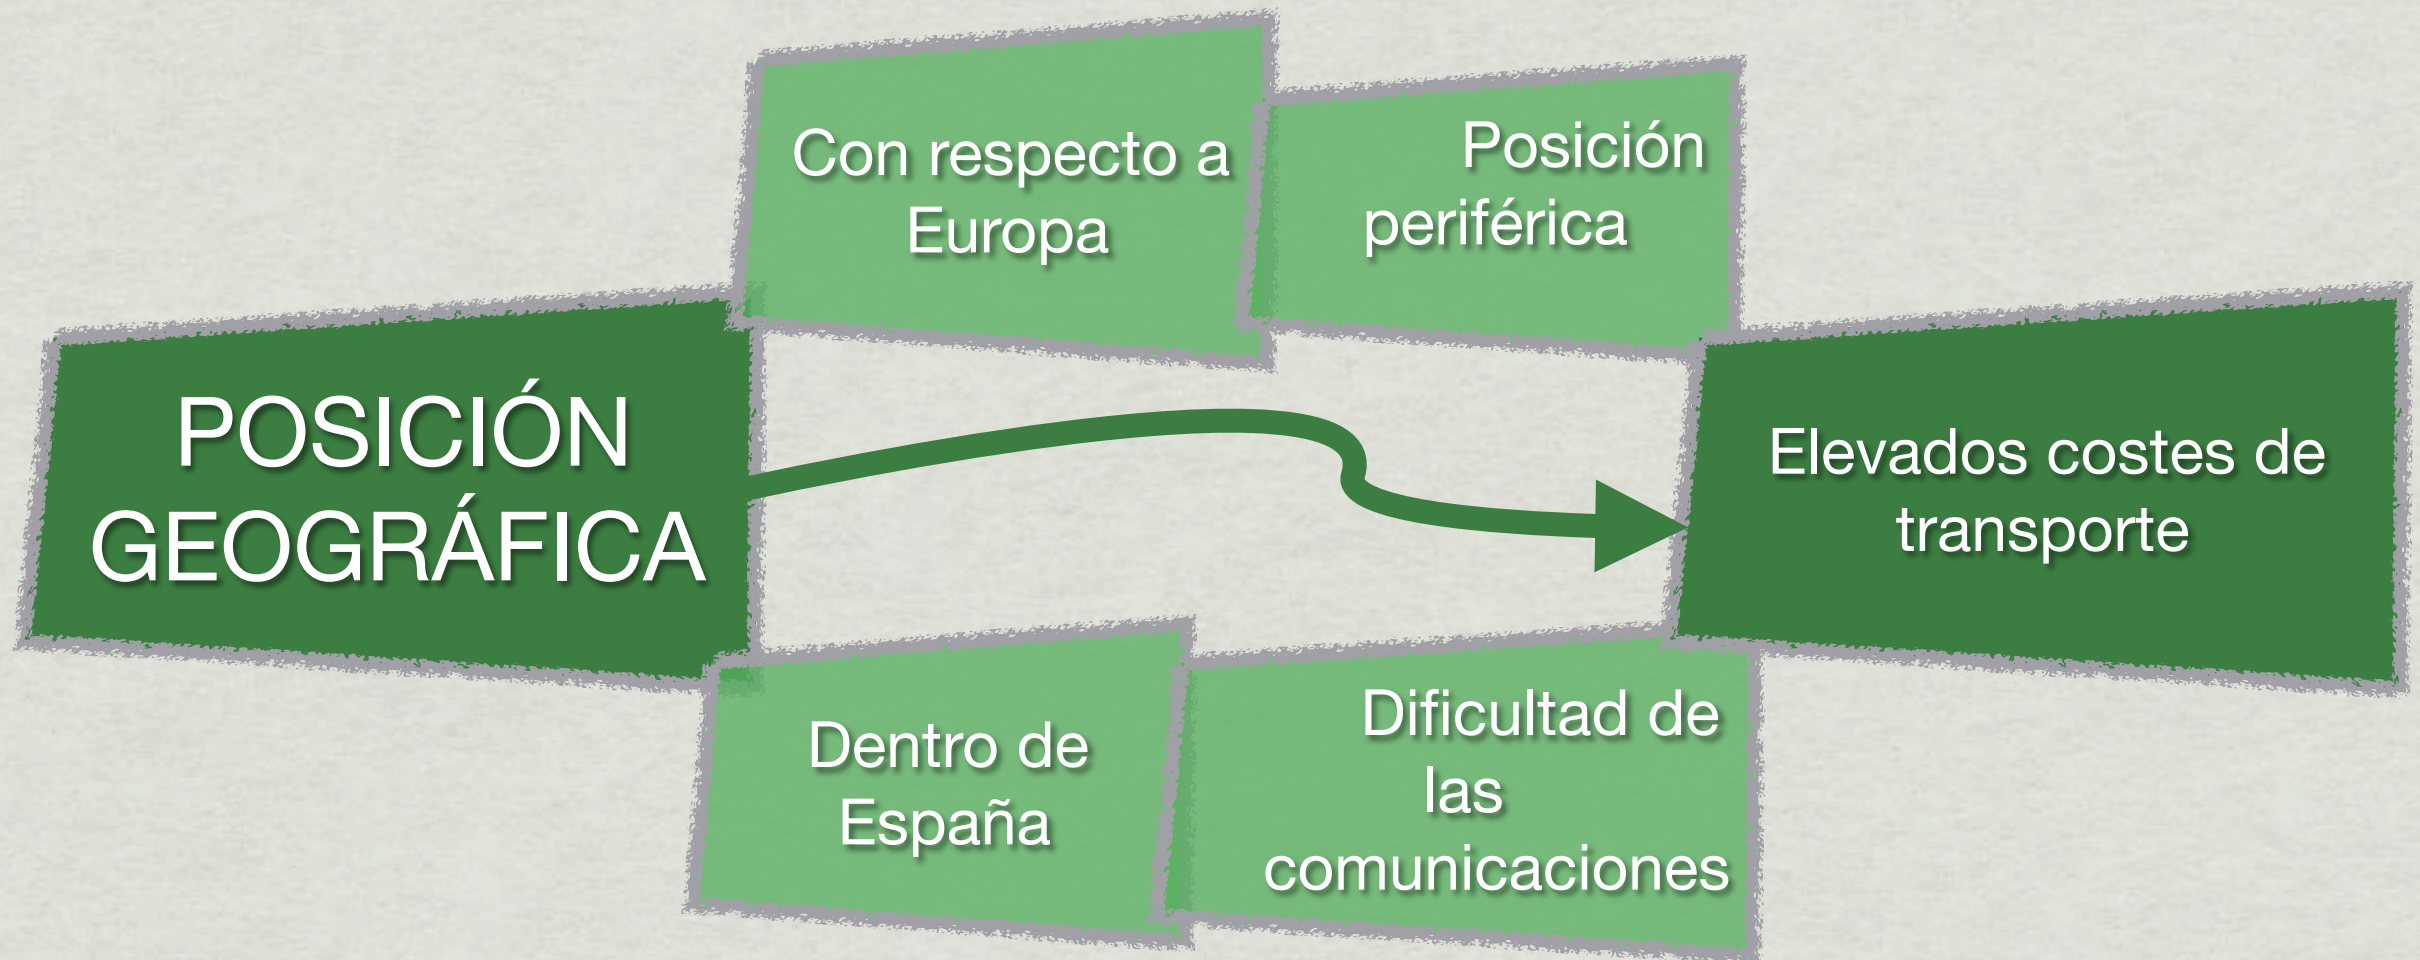 Con respecto a
Europa
Posición
periférica
POSICIÓN
GEOGRÁFICA
Elevados costes de
transporte
Dentro de
España
Dificultad de
las
comunicaciones